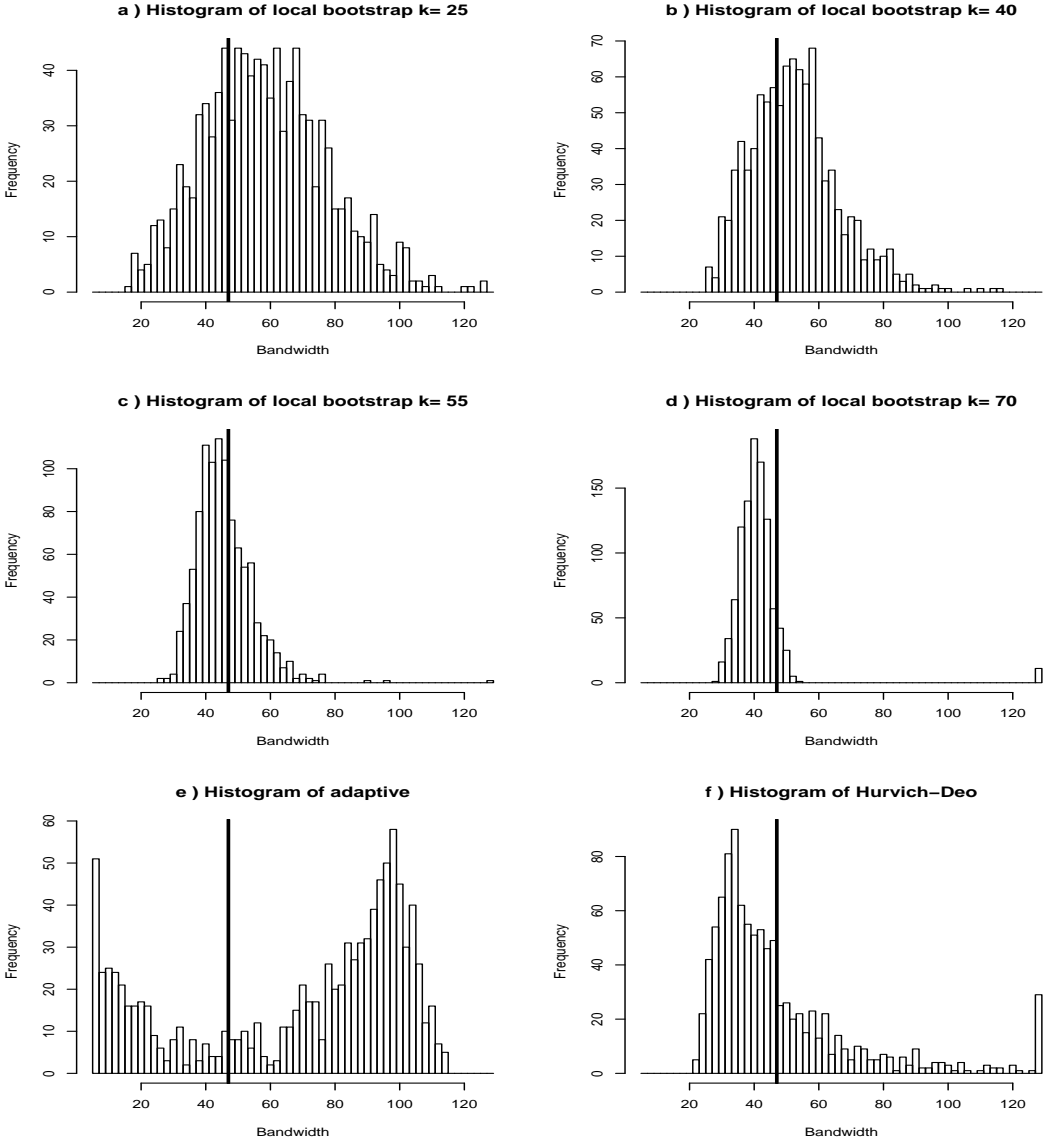 a ) Histogram of local bootstrap k= 25
Frequency
0 10 20 30 40
20 40 60 80 100 120
Bandwidth
b ) Histogram of local bootstrap k= 40
Frequency
0 10 20 30 40 50 60 70
20 40 60 80 100 120
Bandwidth
c ) Histogram of local bootstrap k= 55
Frequency
0 20 40 60 80 100
20 40 60 80 100 120
Bandwidth
d ) Histogram of local bootstrap k= 70
Frequency
0 50 100 150
20 40 60 80 100 120
Bandwidth
e ) Histogram of adaptive
Frequency
0 10 20 30 40 50 60
20 40 60 80 100 120
Bandwidth
f ) Histogram of Hurvich−Deo
Frequency
0 20 40 60 80
20 40 60 80 100 120
Bandwidth